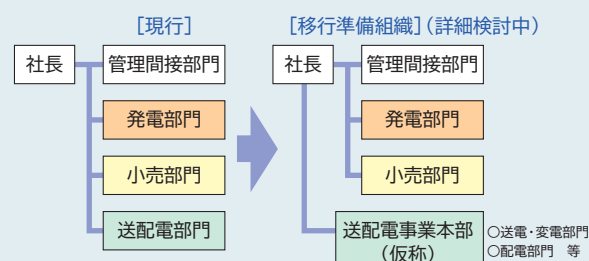 ［現行］
［移行準備組織］（詳細検討中）
社長
管理間接部門
発電部門
小売部門
送配電部門
社長
管理間接部門
発電部門
小売部門
送配電事業本部
（仮称）
○送電・変電部門
○配電部門　等